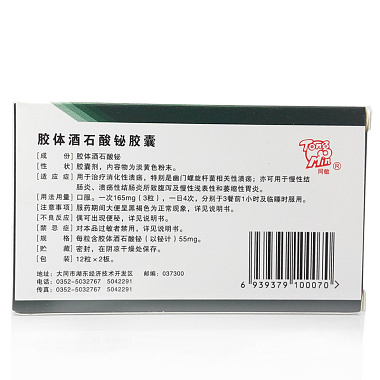 胶体酒石酸铋胶囊
Tong Min
同敏®
[成 份] 胶体酒石酸铋
[性 状] 胶囊剂，内容物为淡黄色粉末。
[适 应 症] 用于治疗消化性溃疡，特别是幽门螺旋杆菌相关性溃疡；亦可用于慢性结
肠炎、溃疡性结肠炎所致腹泻及慢性浅表性和萎缩性胃炎。
[用法用量] 口服。一次165mg（3粒），一日4次，分别于3餐前1小时及临睡时服用。
[注意事项] 服药期间大便呈黑褐色为正常现象，详见说明书。
[不良反应] 偶可出现便秘，详见说明书。
[禁 忌 症] 对本品过敏者禁用，详见说明书。
[规 格] 每粒含胶体酒石酸铋（以铋计）55mg。
[贮 藏] 密封，在阴凉干燥处保存。
[包 装] 12粒×2板。
地址：大同市湖东经济技术开发区 邮编：037300
电话：0352-5032767 5042291
传真：0352-5032767 5042291
6 939379 100070